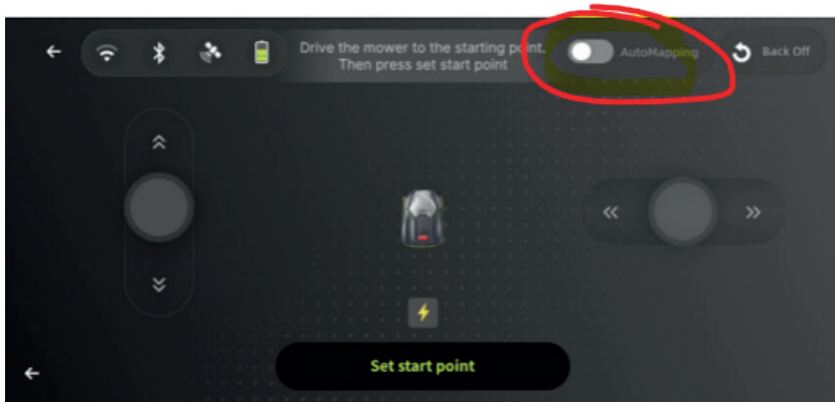 Drive the mower to the starting point.
Then press set start point
AutoMapping
Back Off
Set start point